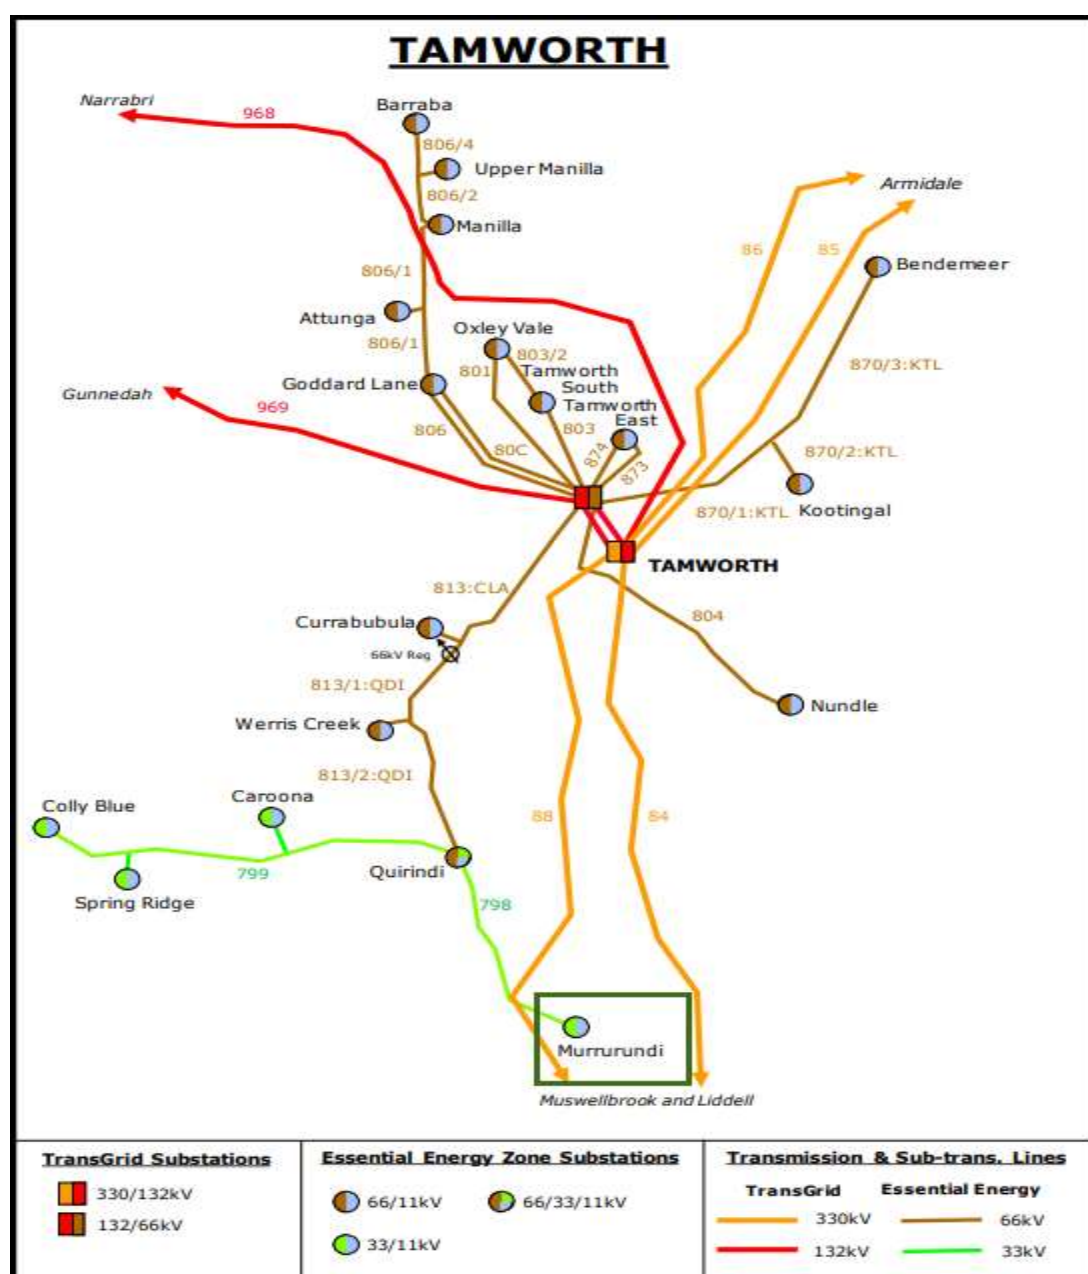 TAMWORTH
Narrabri
968
Barraba
806/4
Upper Manilla
806/2
Manilla
Armidale
86
85
Bendemeer
806/1
Attunga
806/1
Oxley Vale
803/2
801
Tamworth
South
Tamworth
East
870/3:KTL
Goddard Lane
Gunnedah
969
806
80C
803
874
873
870/2:KTL
870/1:KTL
Kootingal
TAMWORTH
813:CLA
804
Currabubula
66kV Reg
813/1:QDI
Werris Creek
Nundle
813/2:QDI
Colly Blue
Caroona
88
84
799
Quirindi
Spring Ridge
798
Murrurundi
Muswellbrook and Liddell
TransGrid Substations
330/132kV
132/66kV
Essential Energy Zone Substations
66/11kV
66/33/11kV
33/11kV
Transmission & Sub-trans. Lines
TransGrid
Essential Energy
330kV
66kV
132kV
33kV